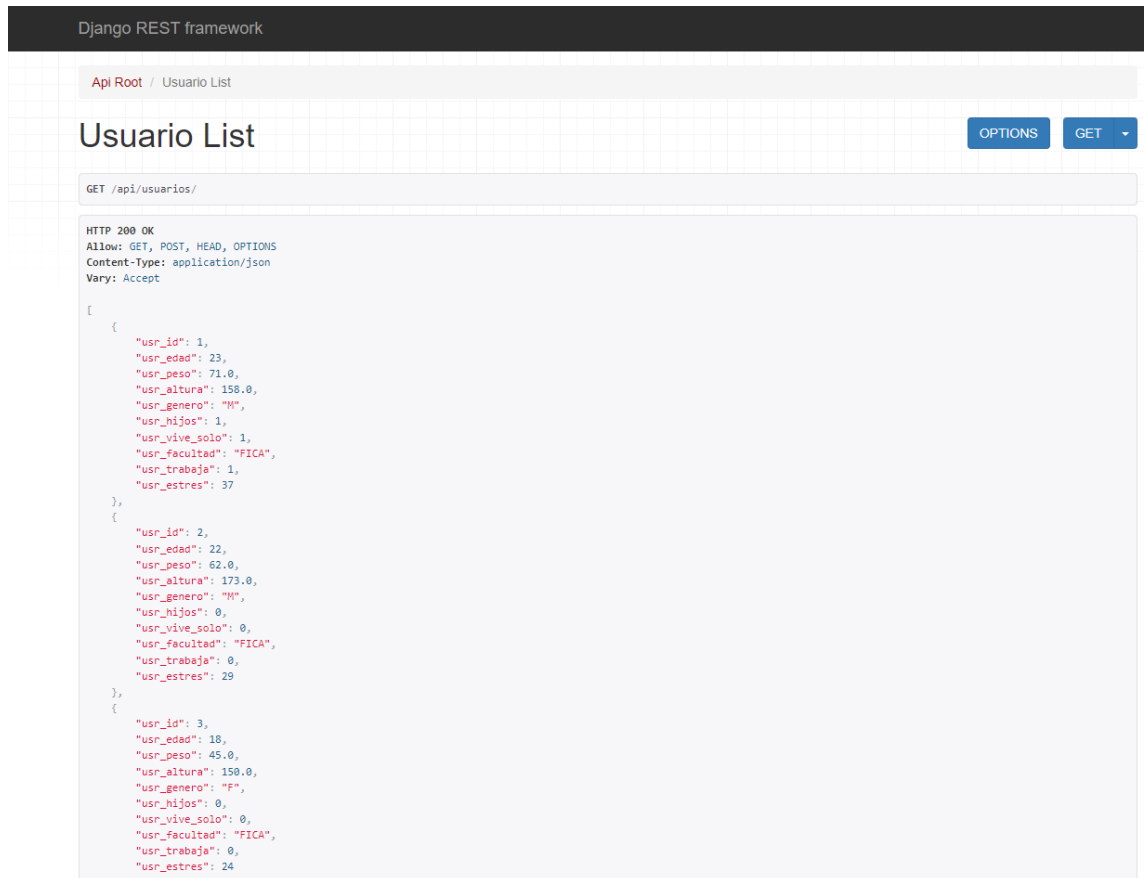 Django REST framework
Api Root / Usuario List
Usuario List
OPTIONS
GET
GET /api/usuarios/
HTTP 200 OK
Allow: GET, POST, HEAD, OPTIONS
Content-Type: application/json
Vary: Accept
[
    {
        "usr_id": 1,
        "usr_edad": 23,
        "usr_peso": 71.0,
        "usr_altura": 158.0,
        "usr_genero": "M",
        "usr_hijos": 1,
        "usr_vive_solo": 1,
        "usr_facultad": "FICA",
        "usr_trabaja": 1,
        "usr_estres": 37
    },
    {
        "usr_id": 2,
        "usr_edad": 22,
        "usr_peso": 62.0,
        "usr_altura": 173.0,
        "usr_genero": "M",
        "usr_hijos": 0,
        "usr_vive_solo": 0,
        "usr_facultad": "FICA",
        "usr_trabaja": 0,
        "usr_estres": 29
    },
    {
        "usr_id": 3,
        "usr_edad": 18,
        "usr_peso": 45.0,
        "usr_altura": 150.0,
        "usr_genero": "F",
        "usr_hijos": 0,
        "usr_vive_solo": 0,
        "usr_facultad": "FICA",
        "usr_trabaja": 0,
        "usr_estres": 24